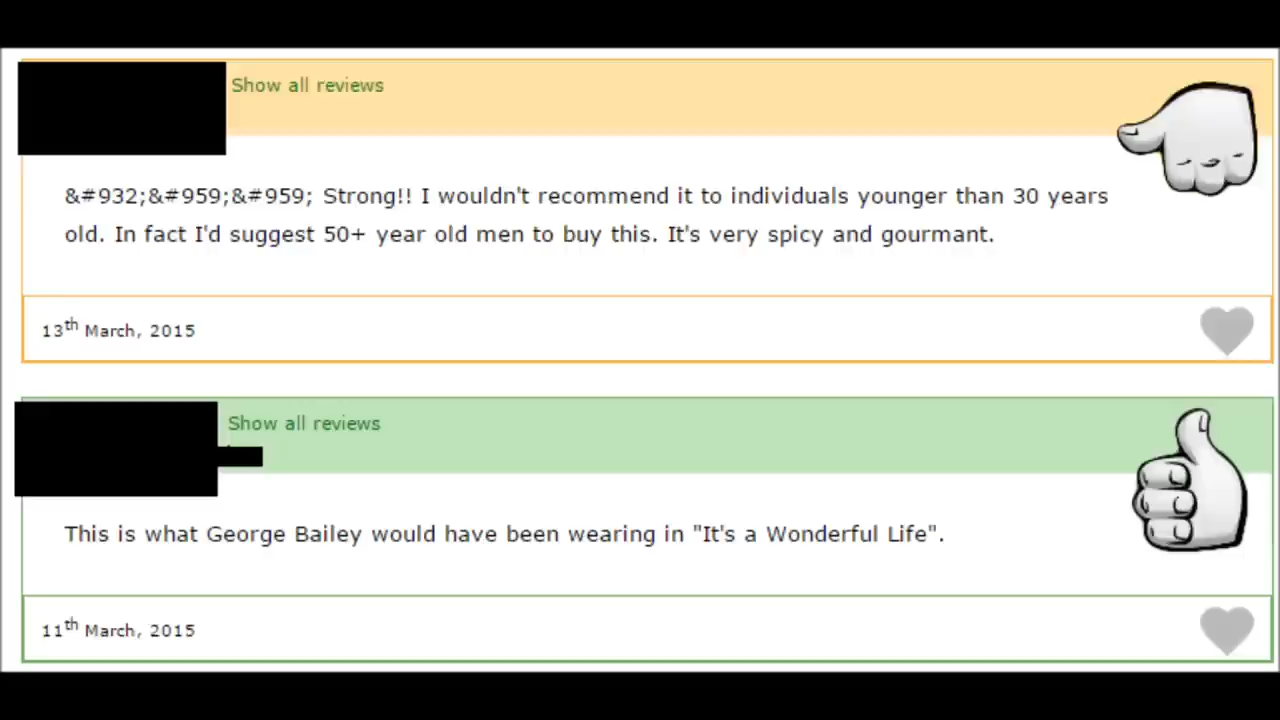 Show all reviews
&#932;&#959;&#959; Strong!! I wouldn't recommend it to individuals younger than 30 years
old. In fact I'd suggest 50+ year old men to buy this. It's very spicy and gourmant.
13th March, 2015
Show all reviews
This is what George Bailey would have been wearing in "It's a Wonderful Life".
11th March, 2015